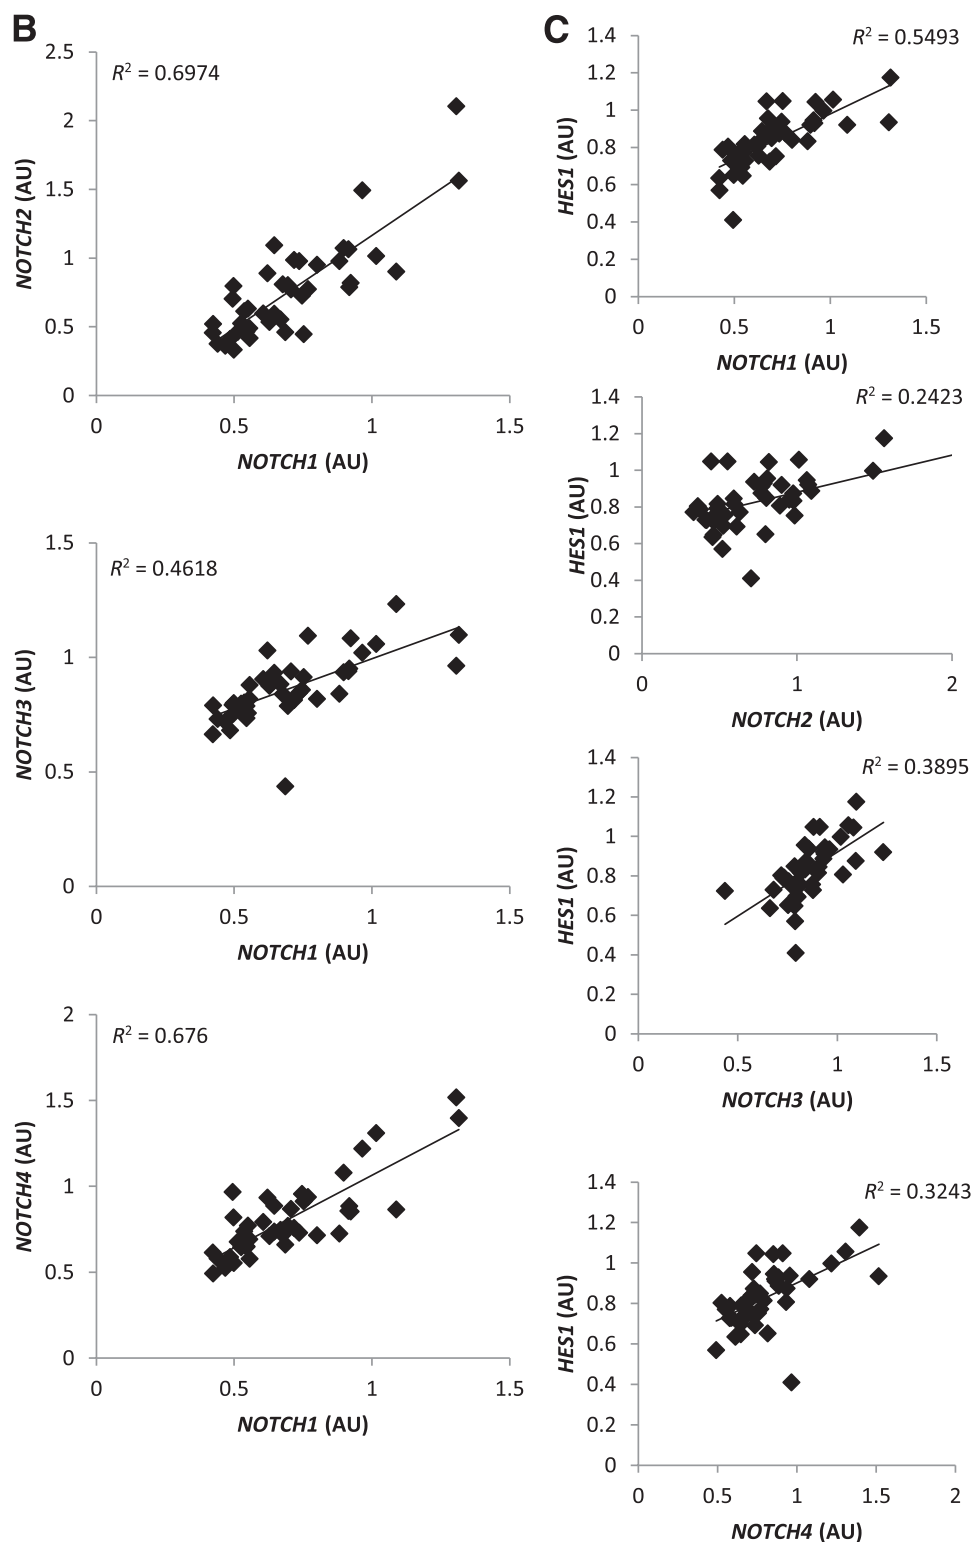 B
R² = 0.6974
2.5
2
1.5
1
0.5
0
0 0.5 1 1.5
NOTCH2 (AU)
NOTCH1 (AU)
R² = 0.4618
1.5
1
0.5
0
0 0.5 1 1.5
NOTCH3 (AU)
NOTCH1 (AU)
R² = 0.676
2
1.5
1
0.5
0
0 0.5 1 1.5
NOTCH4 (AU)
NOTCH1 (AU)
C
R² = 0.5493
1.4
1.2
1
0.8
0.6
0.4
0.2
0
0 0.5 1 1.5
HES1 (AU)
NOTCH1 (AU)
R² = 0.2423
1.4
1.2
1
0.8
0.6
0.4
0.2
0
0 1 2
HES1 (AU)
NOTCH2 (AU)
R² = 0.3895
1.4
1.2
1
0.8
0.6
0.4
0.2
0
0 0.5 1 1.5
HES1 (AU)
NOTCH3 (AU)
R² = 0.3243
1.4
1.2
1
0.8
0.6
0.4
0.2
0
0 0.5 1 1.5 2
HES1 (AU)
NOTCH4 (AU)